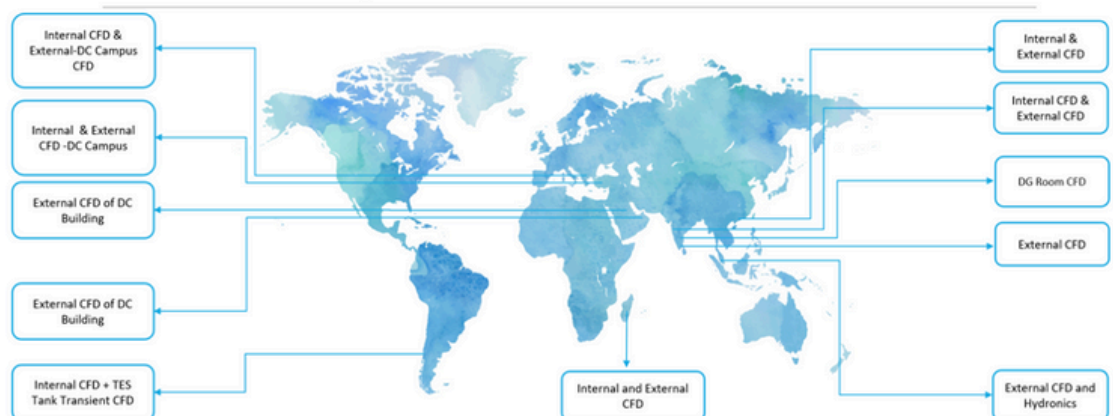 Internal CFD &
External-DC Campus
CFD
Internal & External
CFD -DC Campus
External CFD of DC
Building
External CFD of DC
Building
Internal CFD + TES
Tank Transient CFD
Internal and External
CFD
Internal &
External CFD
Internal CFD &
External CFD
DG Room CFD
External CFD
External CFD and
Hydronics